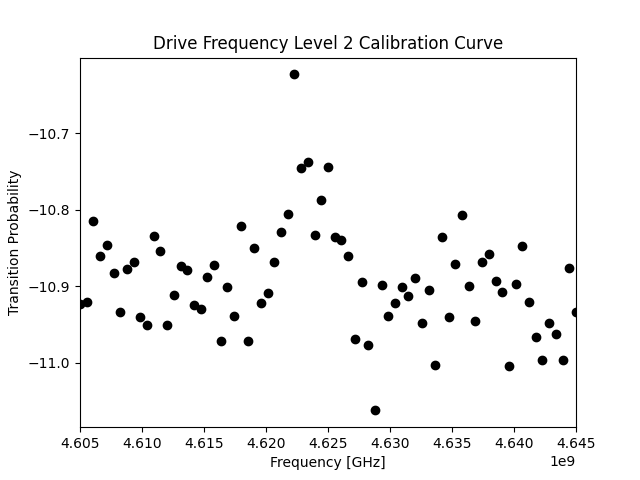 Drive Frequency Level 2 Calibration Curve
Transition Probability
−10.7
−10.8
−10.9
−11.0
4.605 4.610 4.615 4.620 4.625 4.630 4.635 4.640 4.645
Frequency [GHz]
1e9